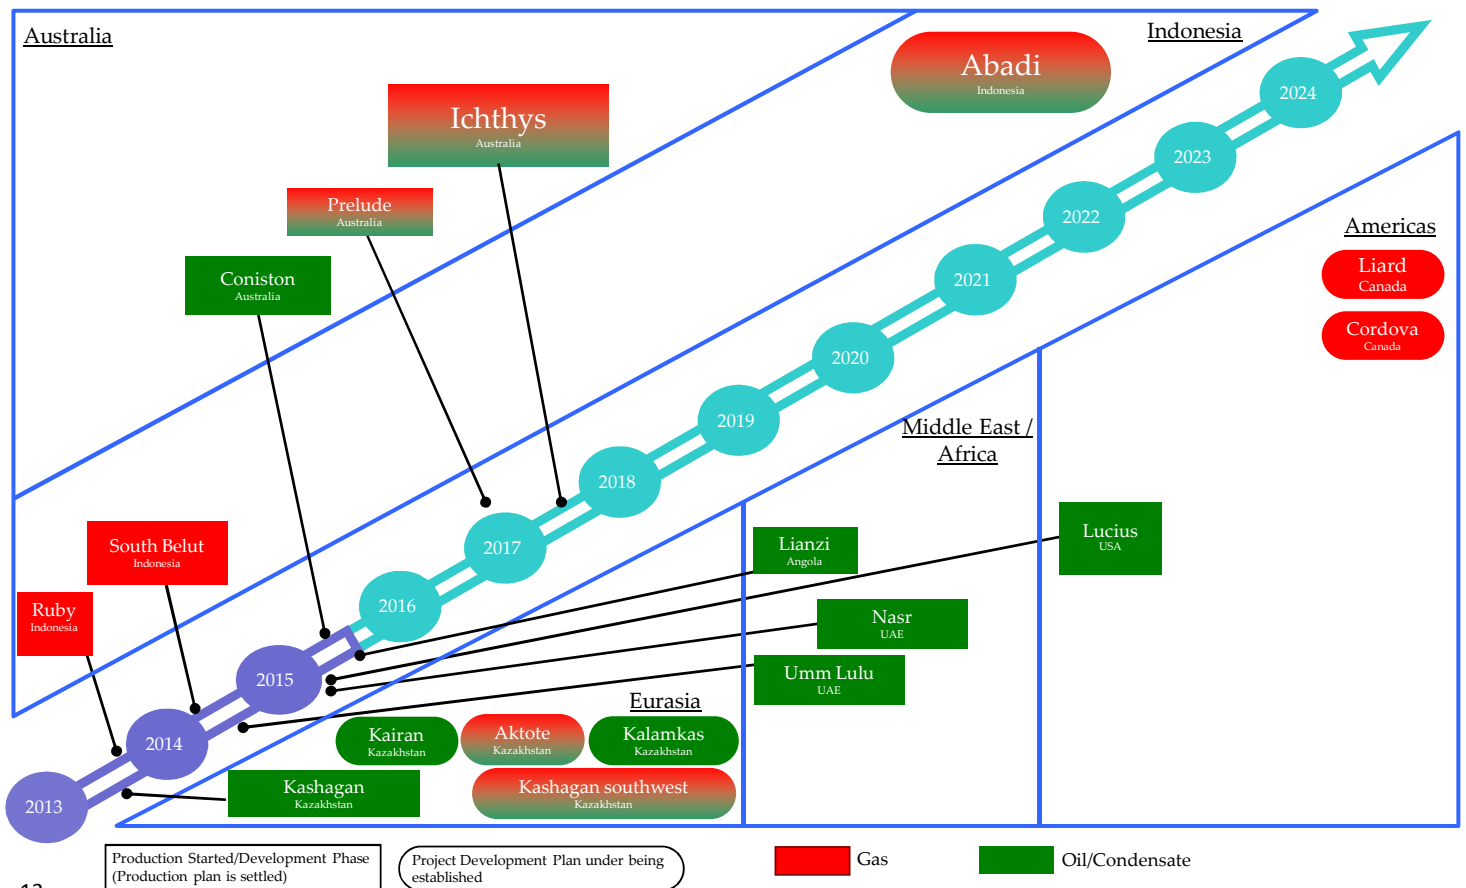 Australia
Indonesia
Abadi
Indonesia
2024
Ichthys
Australia
2023
Prelude
Australia
2022
Americas
Liard
Canada
Coniston
Australia
2021
Cordova
Canada
2020
2019
Middle East /
Africa
2018
South Belut
Indonesia
2017
Lianzi
Angola
Lucius
USA
Ruby
Indonesia
2016
Nasr
UAE
2015
Umm Lulu
UAE
Eurasia
2014
Kairan
Kazakhstan
Aktote
Kazakhstan
Kalamkas
Kazakhstan
2013
Kashagan
Kazakhstan
Kashagan southwest
Kazakhstan
Production Started/Development Phase
(Production plan is settled)
Project Development Plan under being
established
Gas
Oil/Condensate